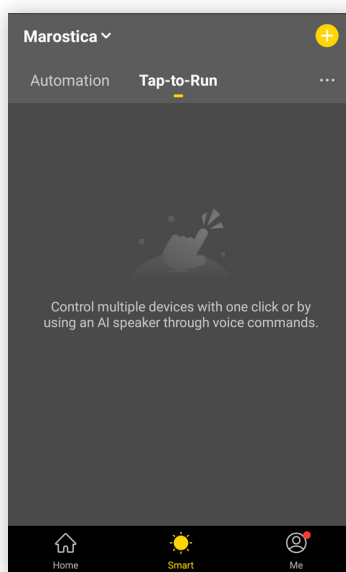 Marostica
Automation Tap-to-Run
Control multiple devices with one click or by
using an AI speaker through voice commands.
Home Smart Me